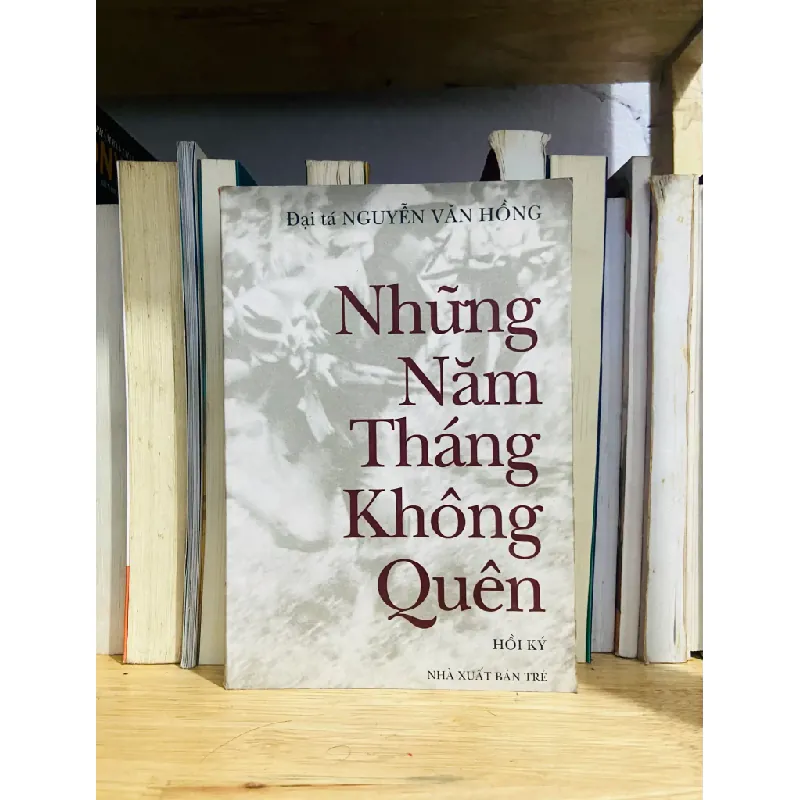 Đại tá NGUYỄN VĂN HỒNG
Những
Năm
Tháng
Không
Quên
HỒI KÝ
NHÀ XUẤT BẢN TRẺ